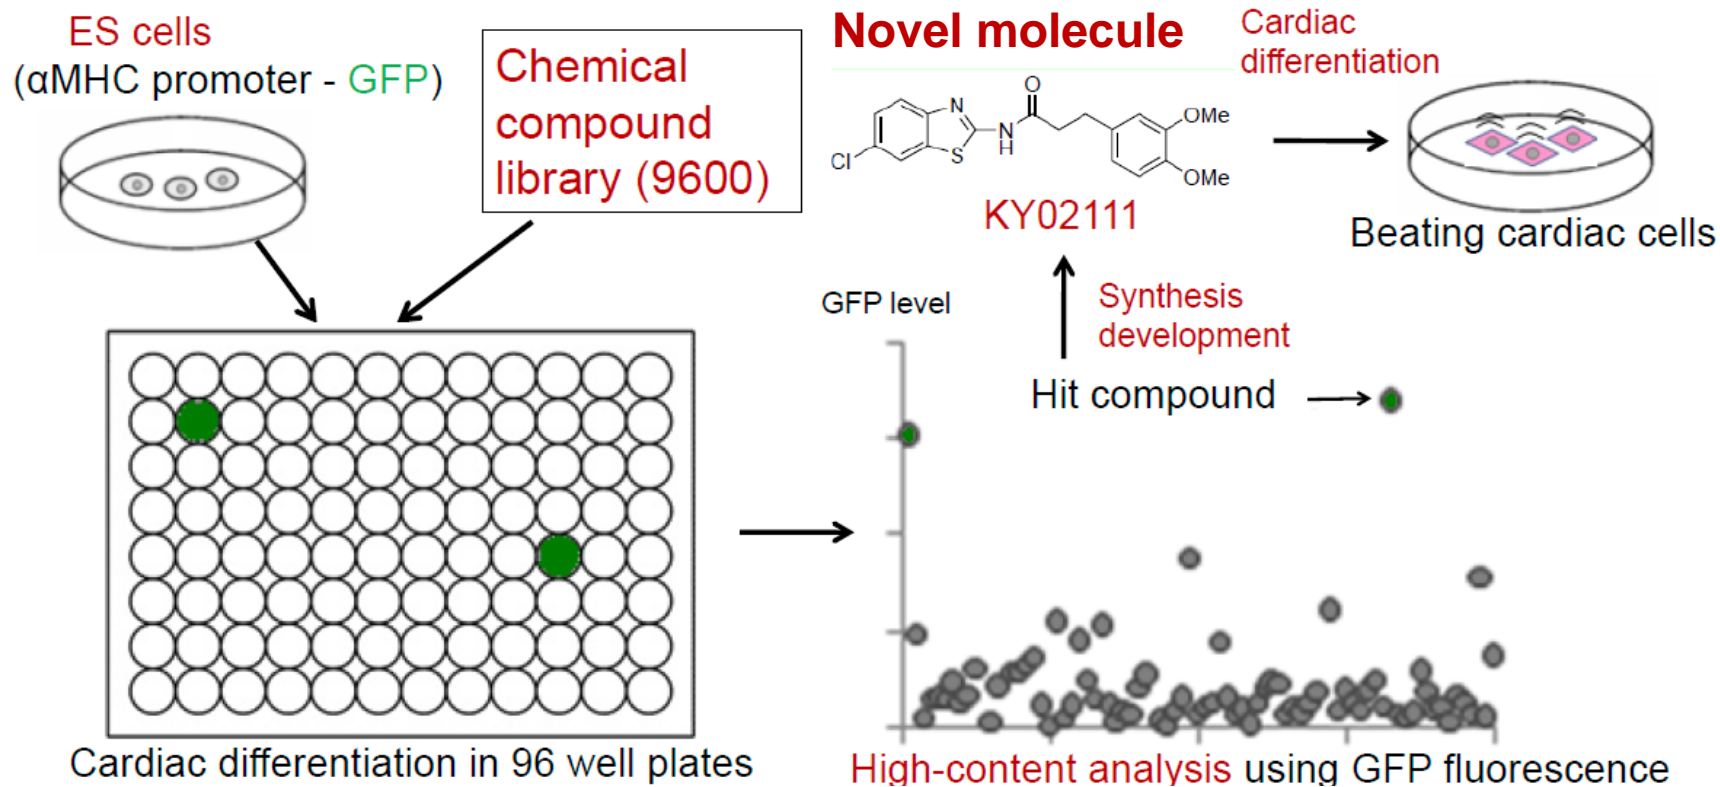 ES cells
(αMHC promoter - GFP)
Chemical
compound
library (9600)
Novel molecule
Cardiac
differentiation
O
N
N
H
S
Cl
OMe
OMe
KY02111
Beating cardiac cells
GFP level
Synthesis
development
Hit compound
Cardiac differentiation in 96 well plates
High-content analysis using GFP fluorescence